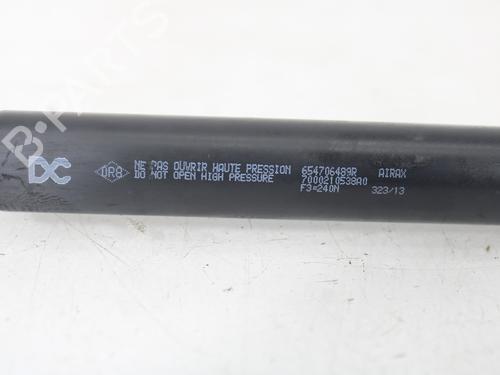 DC
DR8
NE PAS OUVRIR HAUTE PRESSION
DO NOT OPEN HIGH PRESSURE
654706489R AIRAX
7000210538A0
F3=240N 323/13
B-PARTS